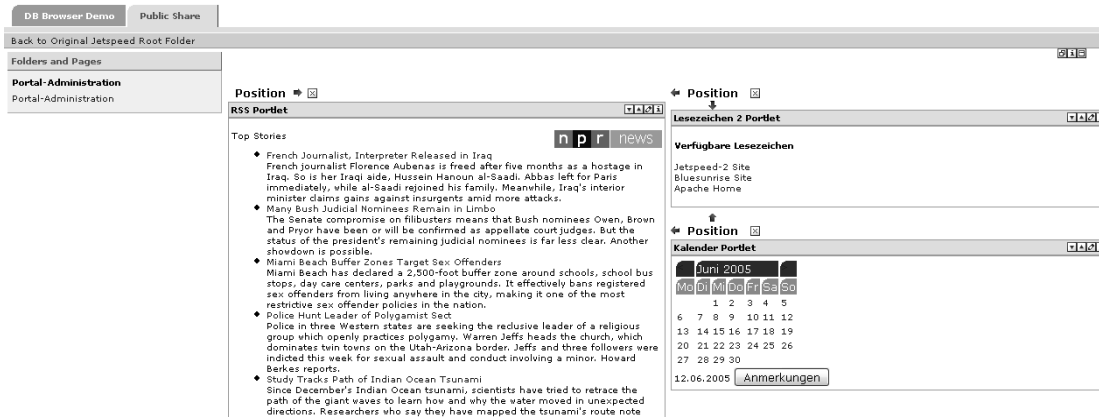 DB Browser Demo Public Share
Back to Original Jetspeed Root Folder
Folders and Pages
Portal-Administration
Portal-Administration
Position
RSS Portlet
Top Stories
npr news
French Journalist, Interpreter Released in Iraq
French journalist Florence Aubenas is freed after five months as a hostage in
Iraq. So is her Iraqi aide, Hussein Hanoun al-Saadi. Abbas left for Paris
immediately, while al-Saadi rejoined his family. Meanwhile, Iraq's interior
minister claims gains against insurgents amid more attacks.
Many Bush Judicial Nominees Remain in Limbo
The Senate compromise on filibusters means that Bush nominees Owen, Brown
and Pryor have been or will be confirmed as appellate court judges. But the
status of the president's remaining judicial nominees is far less clear. Another
showdown is possible.
Miami Beach Buffer Zones Target Sex Offenders
Miami Beach has declared a 2,500-foot buffer zone around schools, school bus
stops, day care centers, parks and playgrounds. It effectively bans registered
sex offenders from living anywhere in the city, making it one of the most
restrictive sex offender policies in the nation.
Police Hunt Leader of Polygamist Sect
Police in three Western states are seeking the reclusive leader of a religious
group which openly practices polygamy. Warren Jeffs heads the church, which
dominates twin towns on the Utah-Arizona border. Jeffs and three followers were
indicted this week for sexual assault and conduct involving a minor. Howard
Berkes reports.
Study Tracks Path of Indian Ocean Tsunami
Since December's Indian Ocean tsunami, scientists have tried to retrace the
path of the giant waves to learn how and why the water moved in unexpected
directions. Researchers who say they have mapped the tsunami's route note
Position
Lesezeichen 2 Portlet
Verfügbare Lesezeichen
Jetspeed-2 Site
Bluesunrise Site
Apache Home
Position
Kalender Portlet
Juni 2005
Mo Di Mi Do Fr Sa So
1 2 3 4 5
6 7 8 9 10 11 12
13 14 15 16 17 18 19
20 21 22 23 24 25 26
27 28 29 30
12.06.2005 Anmerkungen